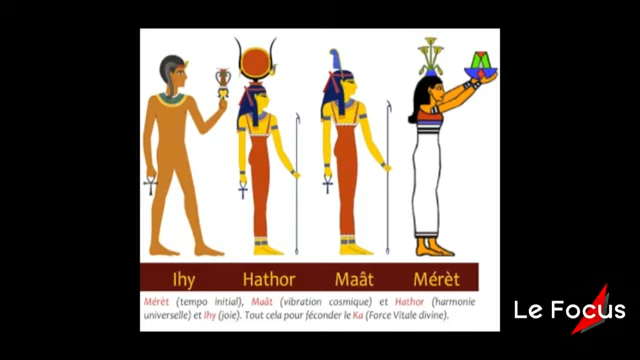 Ihy Hathor Maât Mérèt
Mérèt (tempo initial), Maât (vibration cosmique) et Hathor (harmonie
universelle) et Ihy (joie). Tout cela pour féconder le Ka (Force Vitale divine).
Le Focus